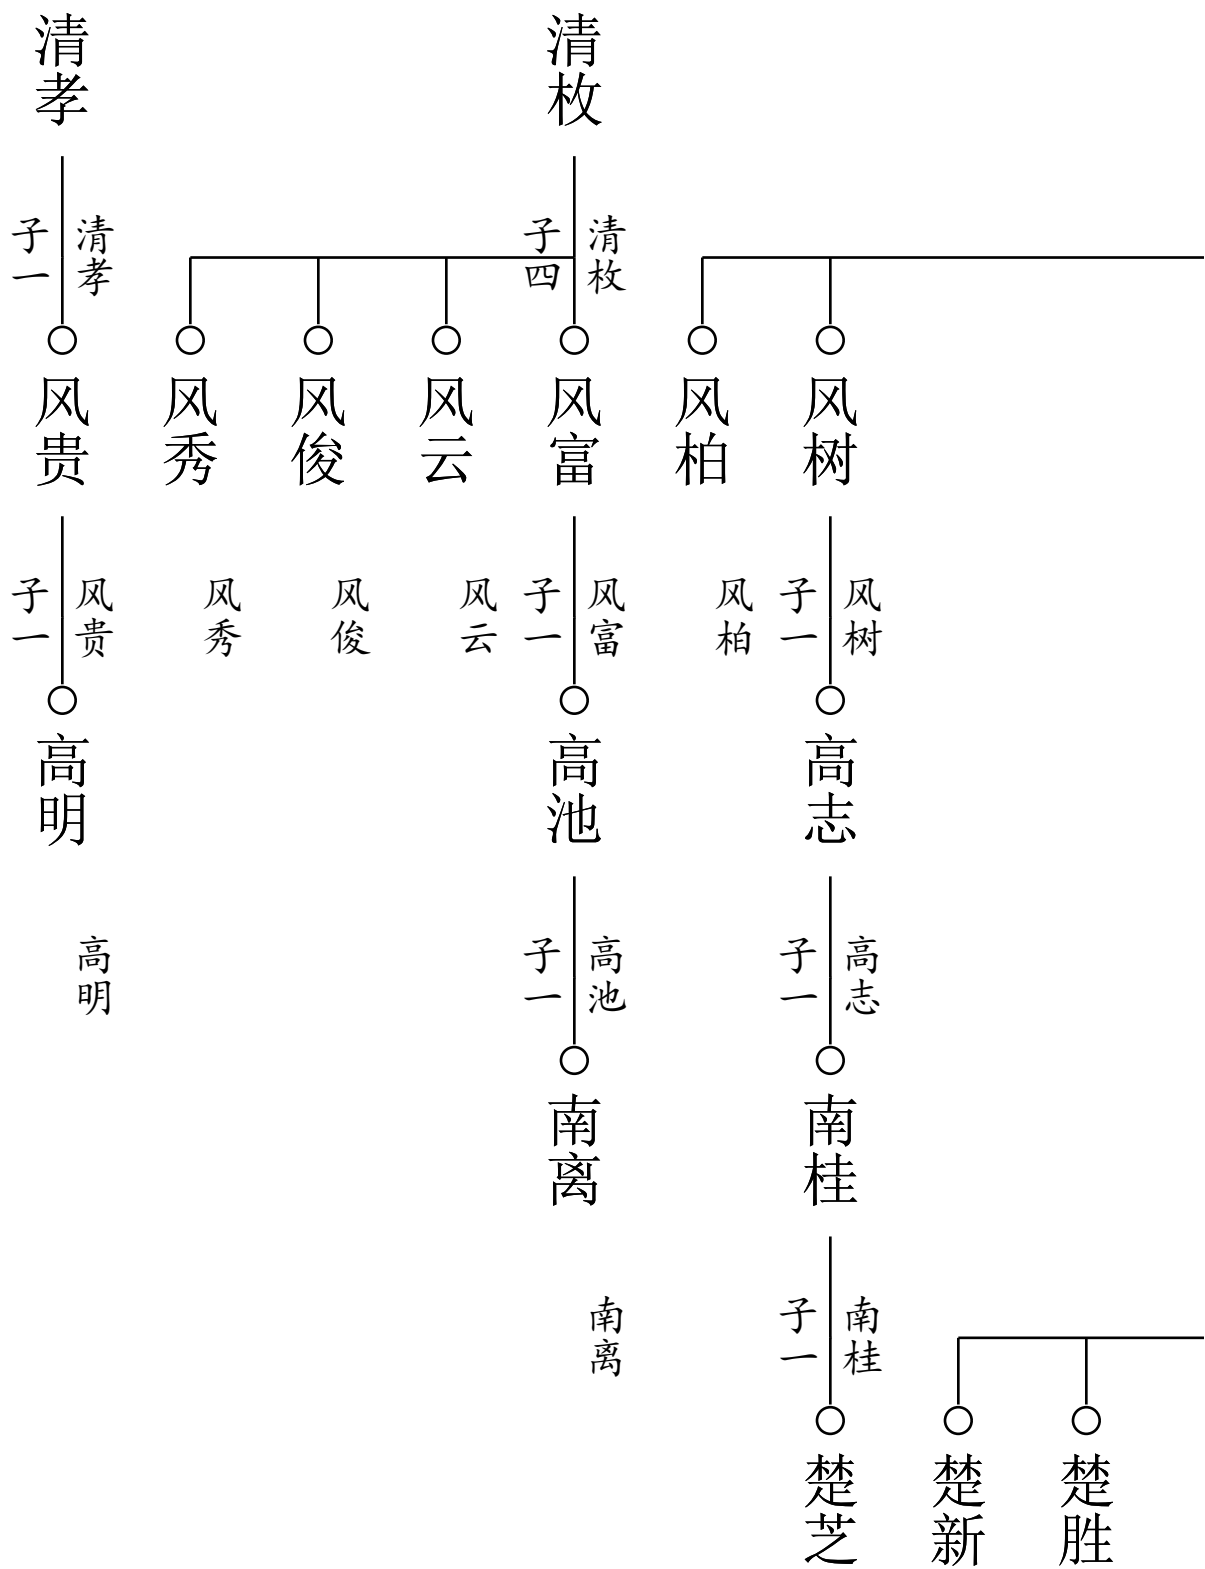 清孝
清枚
子一
清孝
子四
清枚
风贵
风秀
风俊
风云
风富
风柏
风树
子一
风贵
风秀
风俊
风云
子一
风富
风柏
子一
风树
高明
高池
高志
高明
子一
高池
子一
高志
南离
南桂
南离
子一
南桂
楚芝
楚新
楚胜